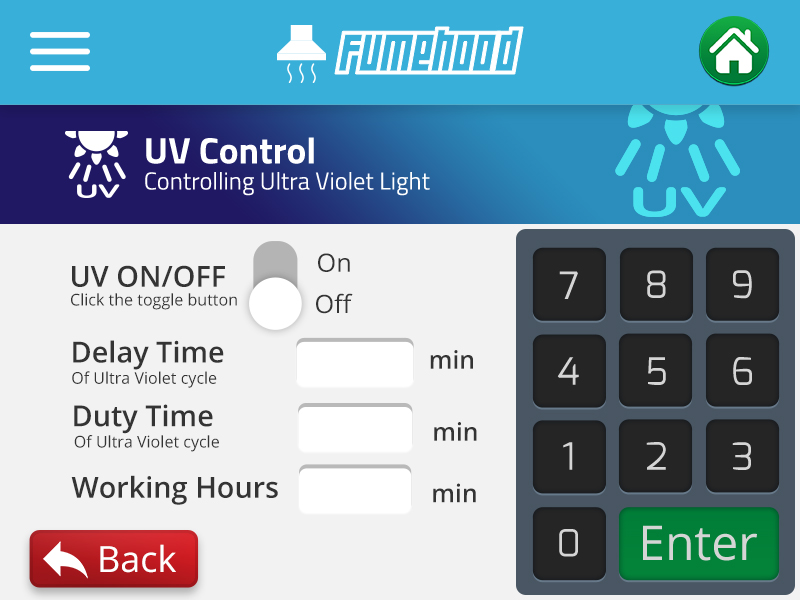 Fumehood
UV Control
Controlling Ultra Violet Light
UV
UV
UV ON/OFF
Click the toggle button
On
Off
Delay Time
Of Ultra Violet cycle
min
Duty Time
Of Ultra Violet cycle
min
Working Hours
min
Back
7 8 9
4 5 6
1 2 3
0 Enter